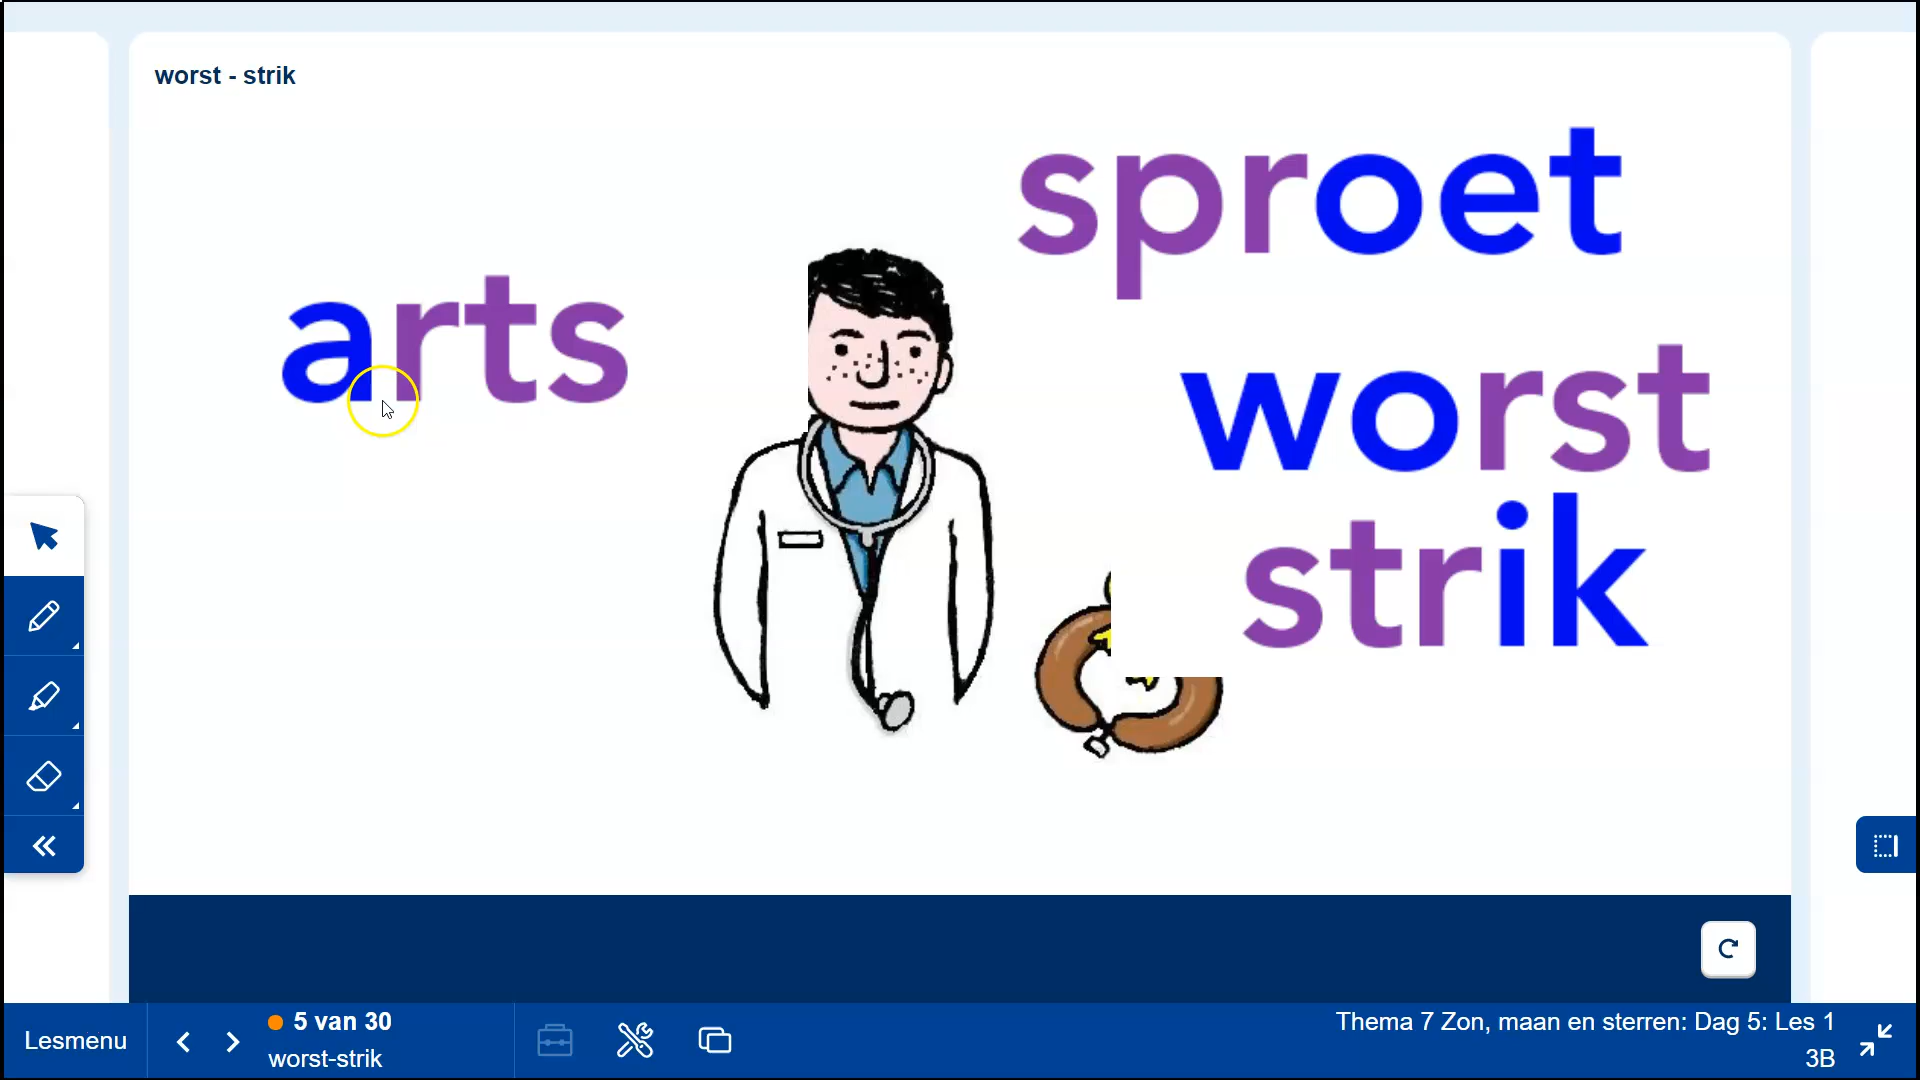 worst - strik
sproet
arts
worst
strik
Lesmenu
5 van 30
worst-strik
Thema 7 Zon, maan en sterren: Dag 5: Les 1
3B